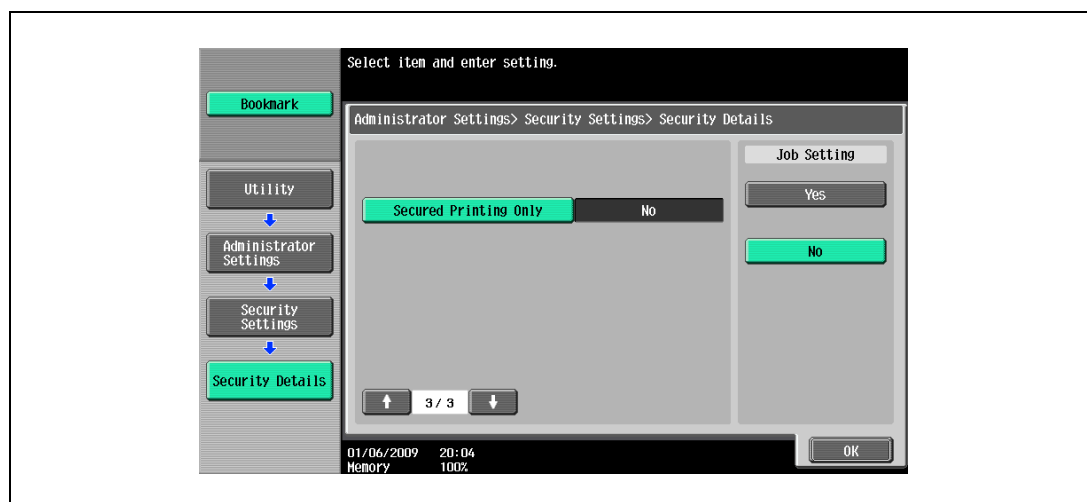 Select item and enter setting.
Bookmark
Administrator Settings> Security Settings> Security Details
Job Setting
Utility
Yes
Secured Printing Only No
Administrator
Settings
No
Security
Settings
Security Details
3/ 3
01/06/2009 20:04
Memory 100%
OK